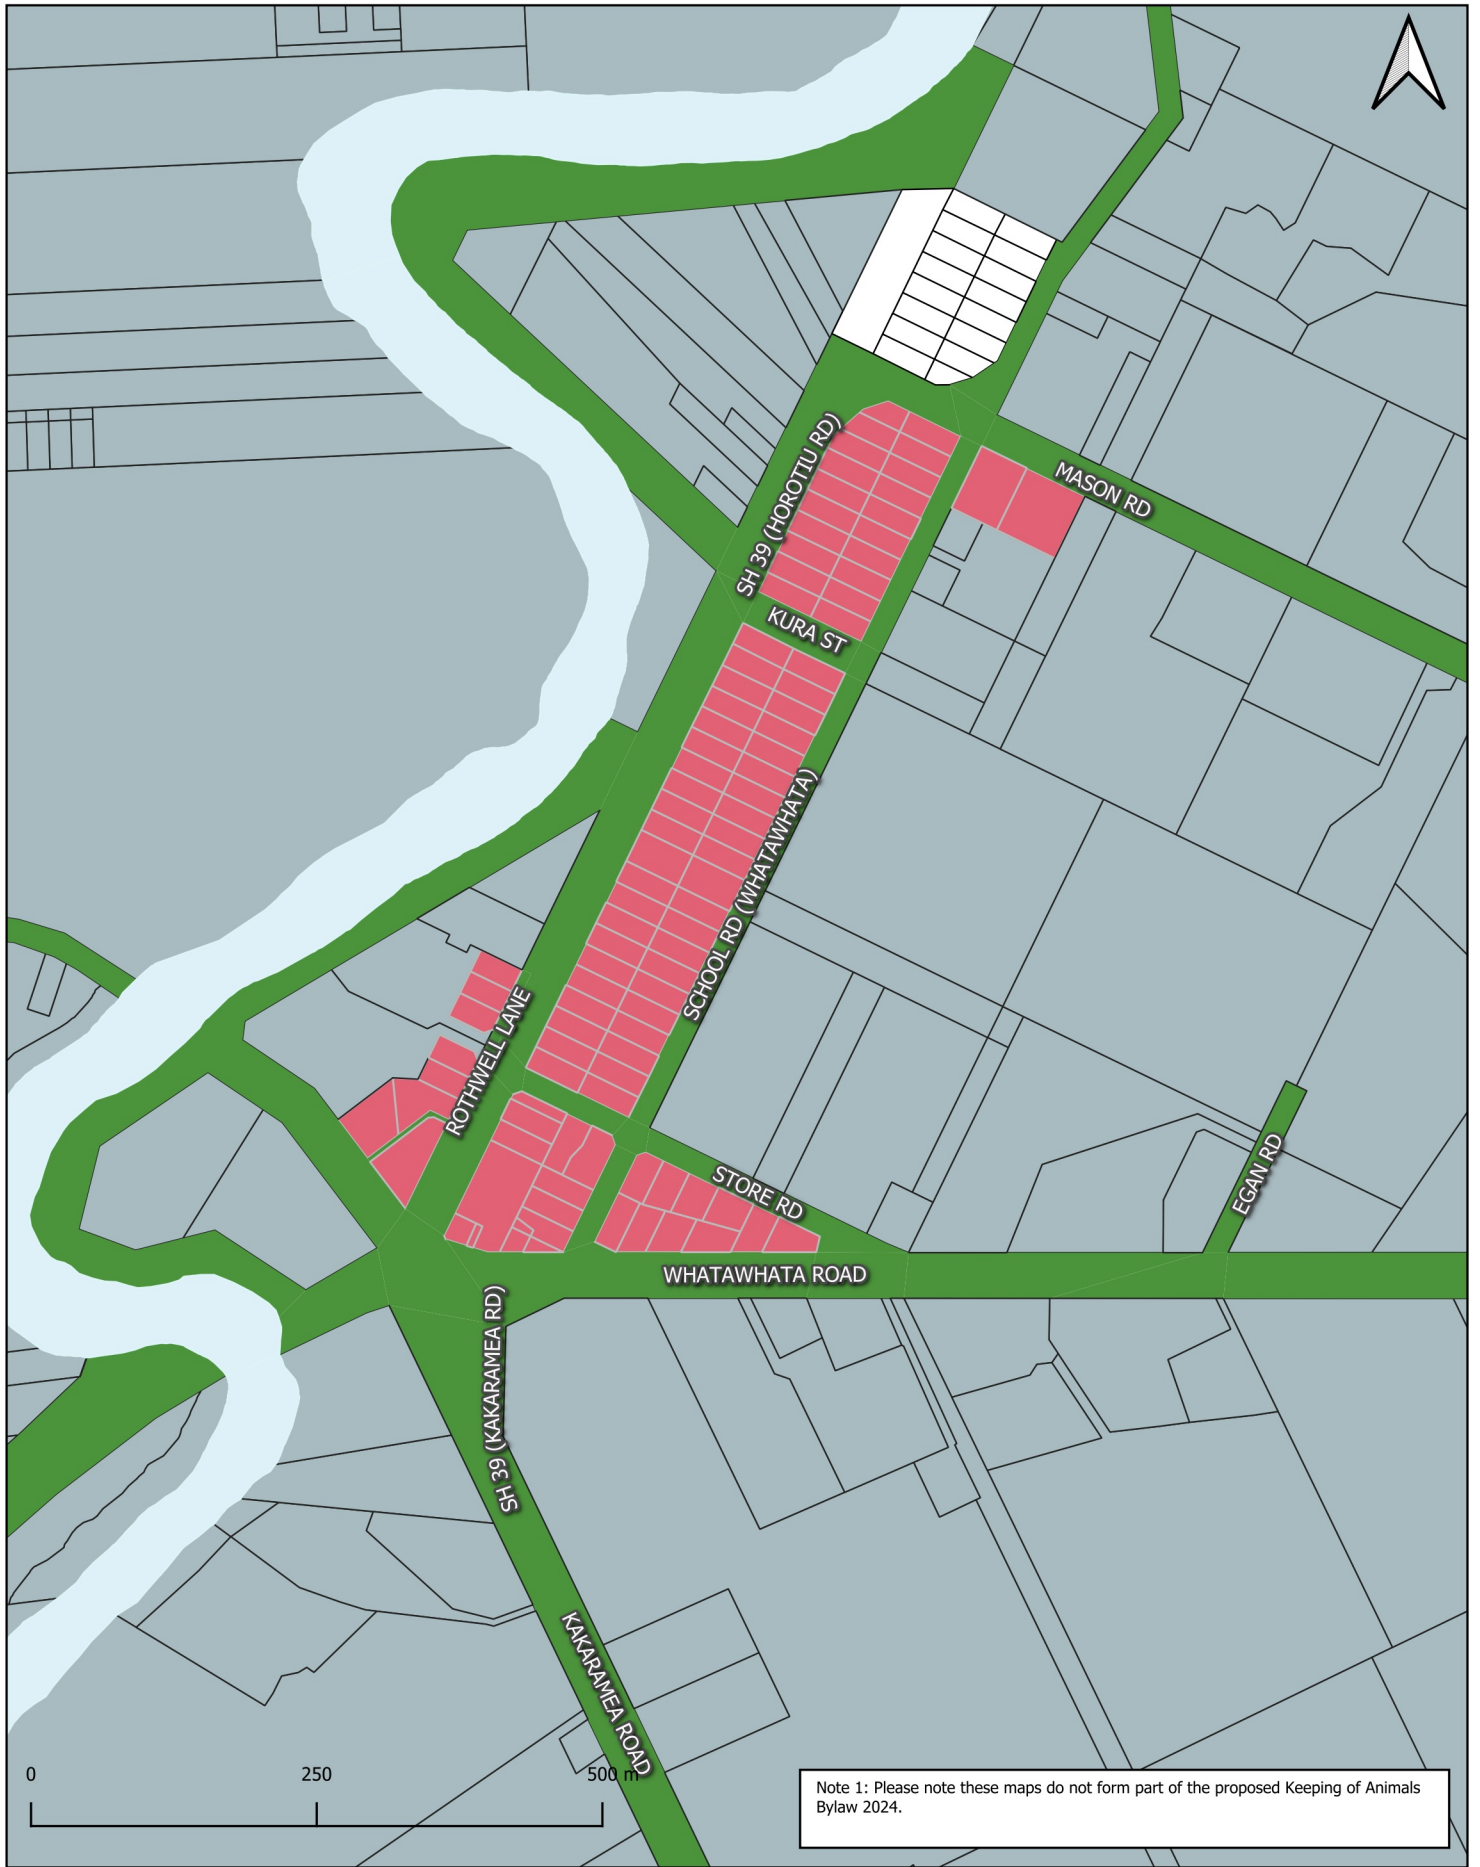 SH 39 (HOROTIU RD)
MASON RD
KURA ST
SCHOOL RD (WHATAWHATA)
ROTHWELL LANE
STORE RD
EGAN RD
WHATAWHATA ROAD
SH 39 (KAKARAMEA RD)
KAKARAMEA ROAD
0 250 500 m
Note 1: Please note these maps do not form part of the proposed Keeping of Animals
Bylaw 2024.